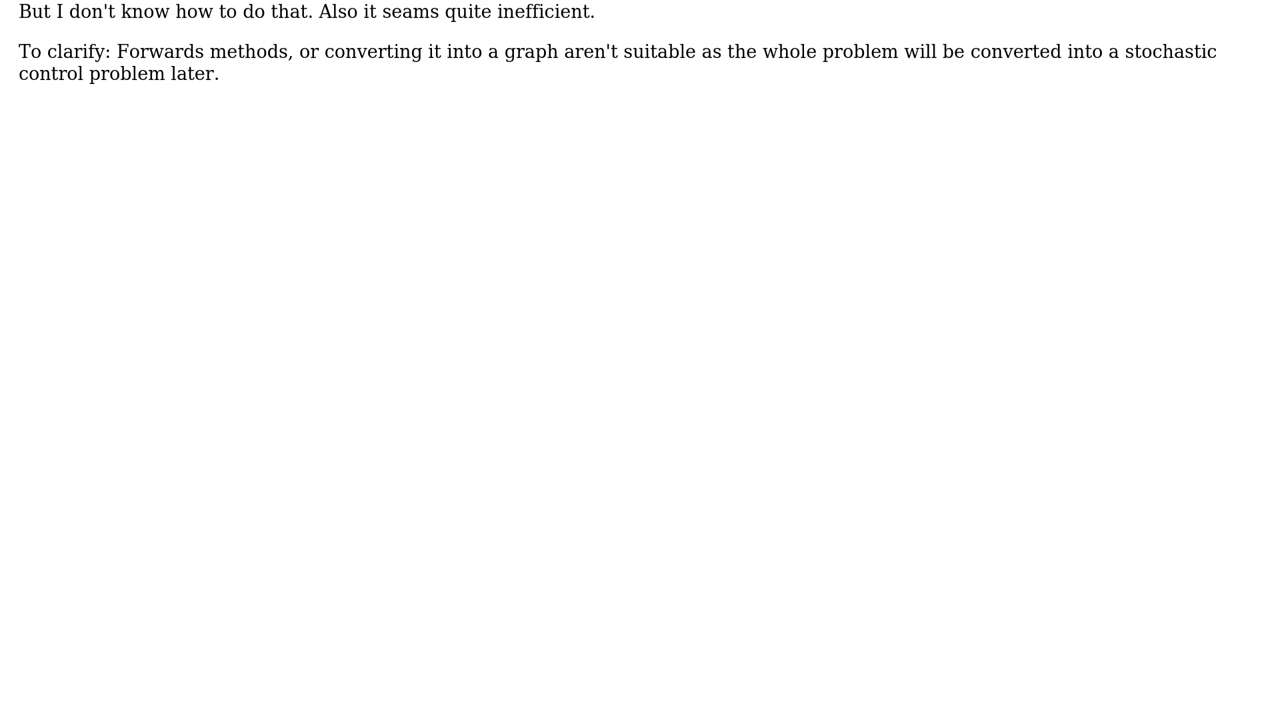 But I don't know how to do that. Also it seams quite inefficient.
To clarify: Forwards methods, or converting it into a graph aren't suitable as the whole problem will be converted into a stochastic
control problem later.